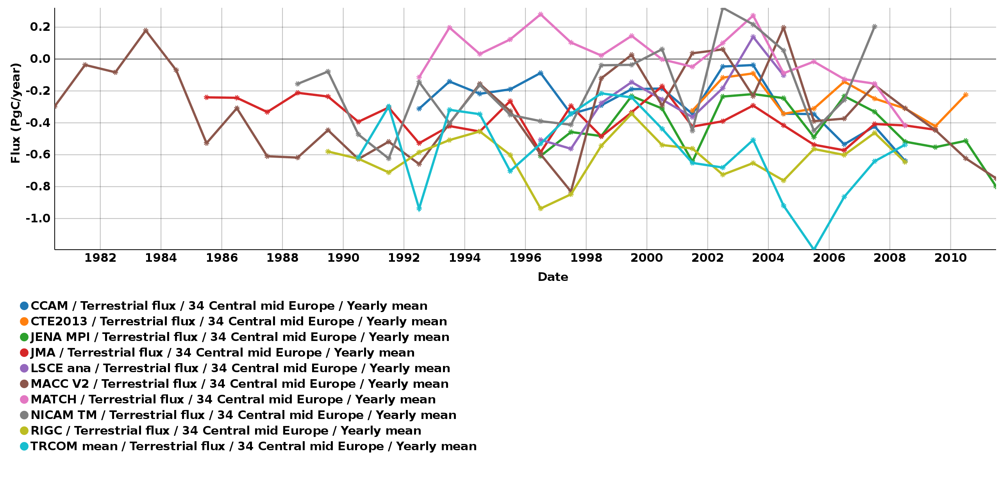 0.2
0.0
-0.2
-0.4
-0.6
-0.8
-1.0
Flux (PgC/year)
1982 1984 1986 1988 1990 1992 1994 1996 1998 2000 2002 2004 2006 2008 2010
Date
CCAM / Terrestrial flux / 34 Central mid Europe / Yearly mean
CTE2013 / Terrestrial flux / 34 Central mid Europe / Yearly mean
JENA MPI / Terrestrial flux / 34 Central mid Europe / Yearly mean
JMA / Terrestrial flux / 34 Central mid Europe / Yearly mean
LSCE ana / Terrestrial flux / 34 Central mid Europe / Yearly mean
MACC V2 / Terrestrial flux / 34 Central mid Europe / Yearly mean
MATCH / Terrestrial flux / 34 Central mid Europe / Yearly mean
NICAM TM / Terrestrial flux / 34 Central mid Europe / Yearly mean
RIGC / Terrestrial flux / 34 Central mid Europe / Yearly mean
TRCOM mean / Terrestrial flux / 34 Central mid Europe / Yearly mean